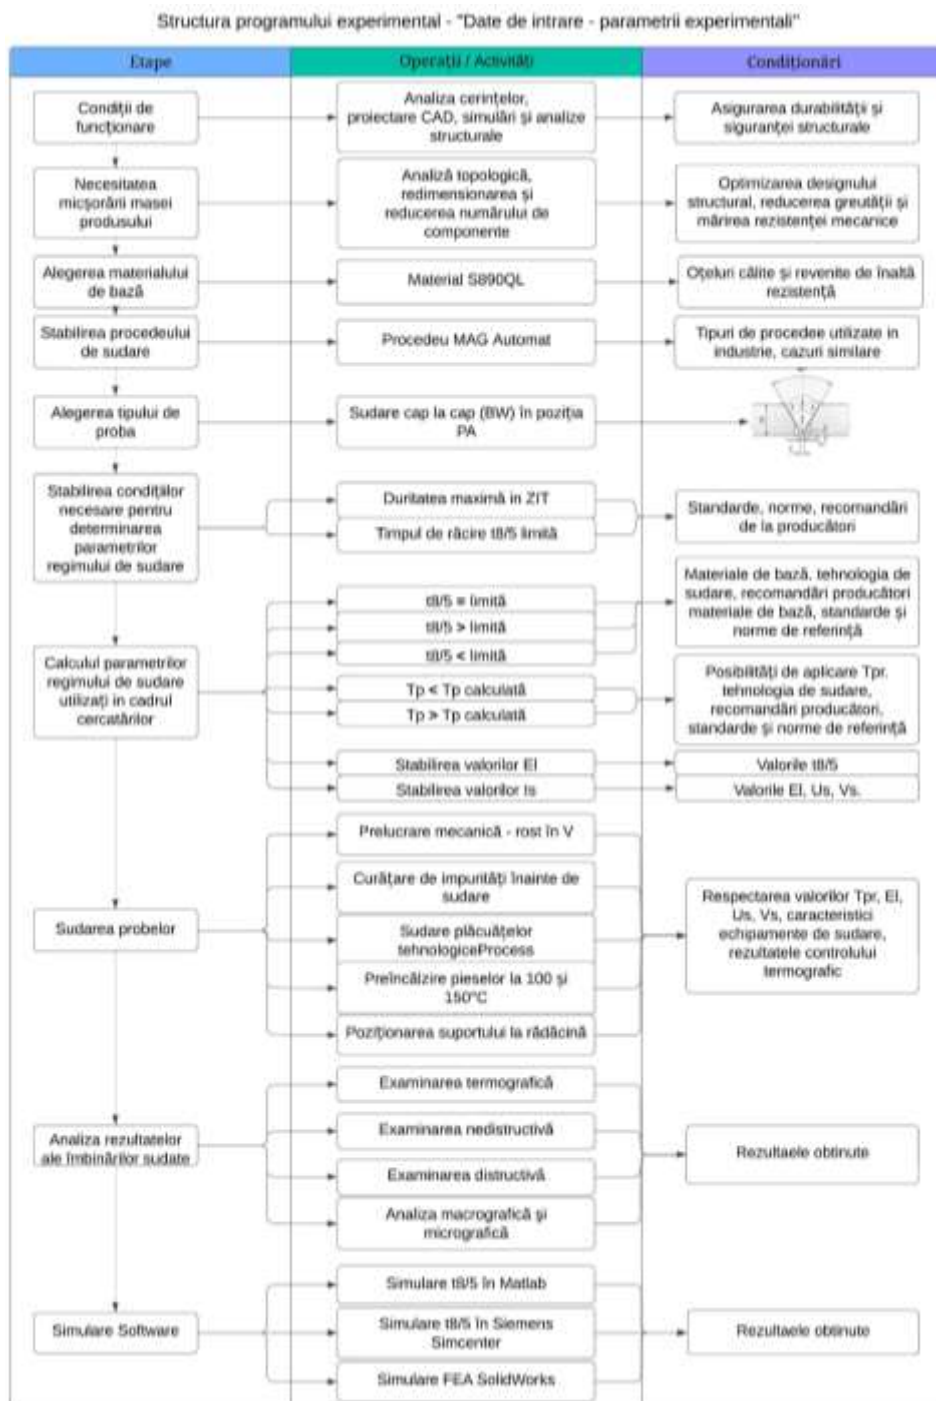 Structura programului experimental - "Date de intrare - parametrii experimentali"
Etape
Operații / Activități
Condiționări
Condiții de
funcționare
Analiza cerințelor,
proiectare CAD, simulări și analize
structurale
Asigurarea durabilității și
siguranței structurale
Necesitatea
micșorării masei
produsului
Analiză topologică,
redimensionarea și
reducerea numărului de
componente
Optimizarea designului
structural, reducerea greutății și
mărirea rezistenței mecanice
Alegerea materialului
de bază
Material S890QL
Oțeluri călite și revenite de înaltă
rezistență
Stabilirea procedeului
de sudare
Procedeu MAG Automat
Tipuri de procedee utilizate in
industrie, cazuri similare
Alegerea tipului de
proba
Sudare cap la cap (BW) în poziția
PA
Stabilirea condițiilor
necesare pentru
determinarea
parametrilor
regimului de sudare
Duritatea maximă in ZIT
Timpul de răcire t8/5 limită
Standarde, norme, recomandări
de la producători
Calculul parametrilor
regimului de sudare
utilizați in cadrul
cercatărilor
t8/5 = limită
t8/5 > limită
t8/5 < limită
Tp < Tp calculată
Tp > Tp calculată
Stabilirea valorilor El
Stabilirea valorilor Is
Materiale de bază, tehnologia de
sudare, recomandări producători
materiale de bază, standarde și
norme de referință
Posibilități de aplicare Tpr.
tehnologia de sudare,
recomandări producători,
standarde și norme de referință
Valorile t8/5
Valorile El, Us, Vs.
Sudarea probelor
Prelucrare mecanică - rost în V
Curățare de impurități înainte de
sudare
Sudare plăcuțelor
tehnologiceProcess
Preîncălzire pieselor la 100 și
150°C
Poziționarea suportului la rădăcină
Respectarea valorilor Tpr, El,
Us, Vs, caracteristici
echipamente de sudare,
rezultatele controlului
termografic
Analiza rezultatelor
ale îmbinărilor sudate
Examinarea termografică
Examinarea nedistructivă
Examinarea distructivă
Analiza macrografică și
micrografică
Rezultaele obtinute
Simulare Software
Simulare t8/5 în Matlab
Simulare t8/5 în Siemens
Simcenter
Simulare FEA SolidWorks
Rezultaele obtinute